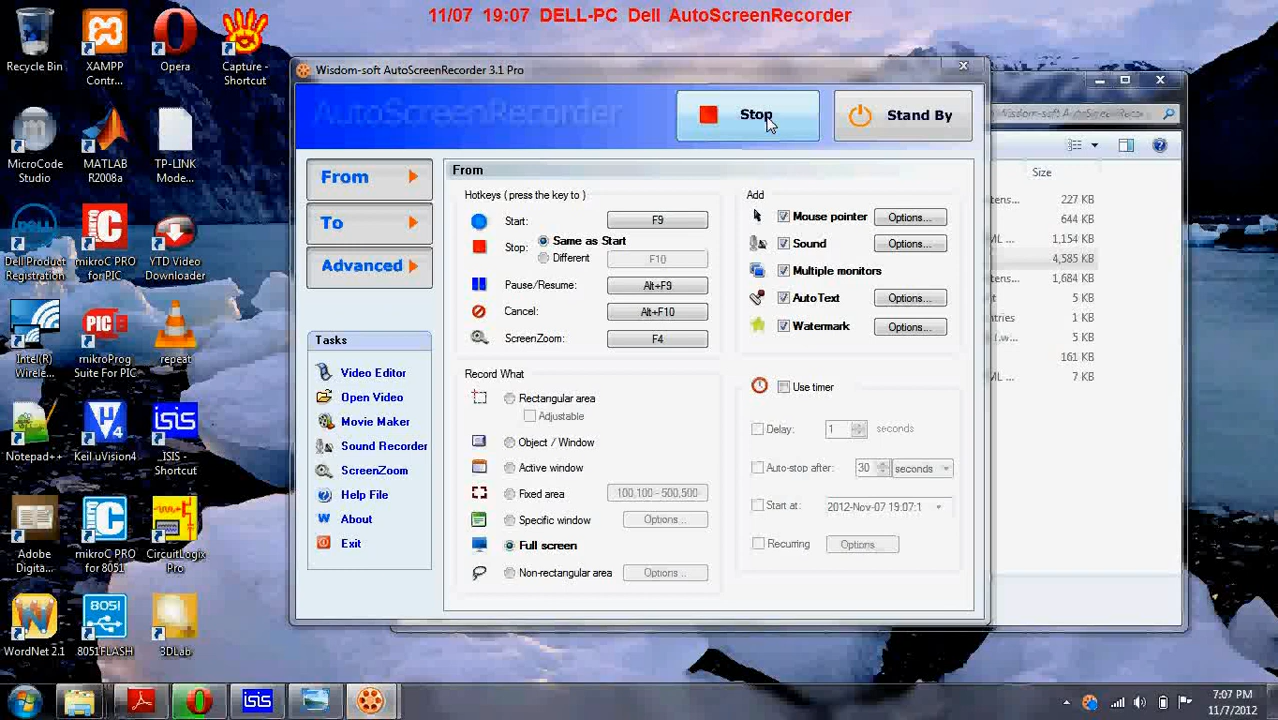 11/07 19:07 DELL-PC Dell AutoScreenRecorder
Recycle Bin
XAMPP Contr...
Opera
Capture - Shortcut
MicroCode Studio
MATLAB R2008a
TP-LINK Mode...
Dell Product Registration
mikroC PRO for PIC
YTD Video Downloader
Intel(R) Wirele...
mikroProg Suite For PIC
repeat
Notepad++
Keil uVision4
ISIS - Shortcut
Adobe Digita...
mikroC PRO for 8051
CircuitLogix Pro
WordNet 2.1
8051FLASH
3DLab
Wisdom-soft AutoScreenRecorder 3.1 Pro
AutoScreenRecorder
Stop
Stand By
From
To
Advanced
Tasks
Video Editor
Open Video
Movie Maker
Sound Recorder
ScreenZoom
Help File
About
Exit
From
Hotkeys ( press the key to )
Start:
F9
Stop:
Same as Start
Different
F10
Pause/Resume:
Alt+F9
Cancel:
Alt+F10
ScreenZoom:
F4
Record What
Rectangular area
Adjustable
Object / Window
Active window
Fixed area
100,100 - 500,500
Specific window
Options...
Full screen
Non-rectangular area
Options...
Add
Mouse pointer
Options...
Sound
Options...
Multiple monitors
AutoText
Options...
Watermark
Options...
Use timer
Delay:
1
seconds
Auto-stop after:
30
seconds
Start at:
2012-Nov-07 19:07:1
Recurring
Options...
Size
227 KB
644 KB
1,154 KB
4,585 KB
1,684 KB
5 KB
1 KB
5 KB
161 KB
7 KB
7:07 PM
11/7/2012